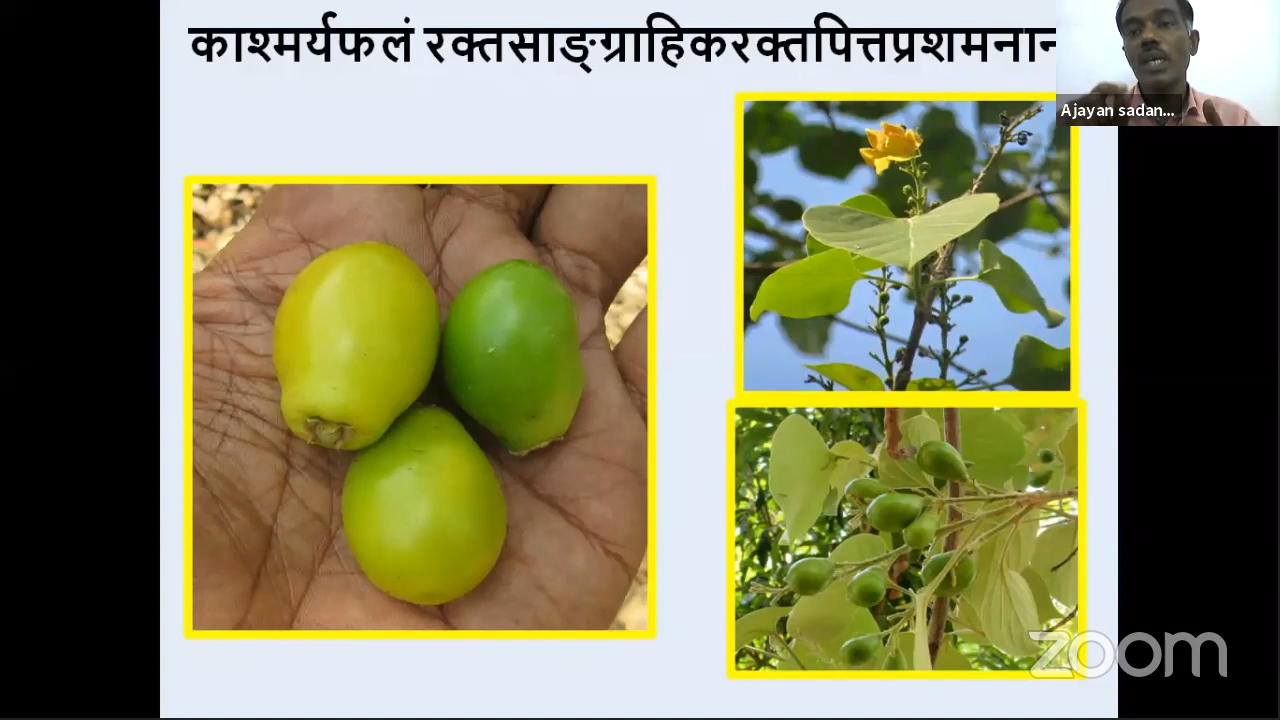 काश्मर्यफलं रक्तसाङ्ग्राहिकरक्तपित्तप्रशमनान
Ajayan sadan...
zoom